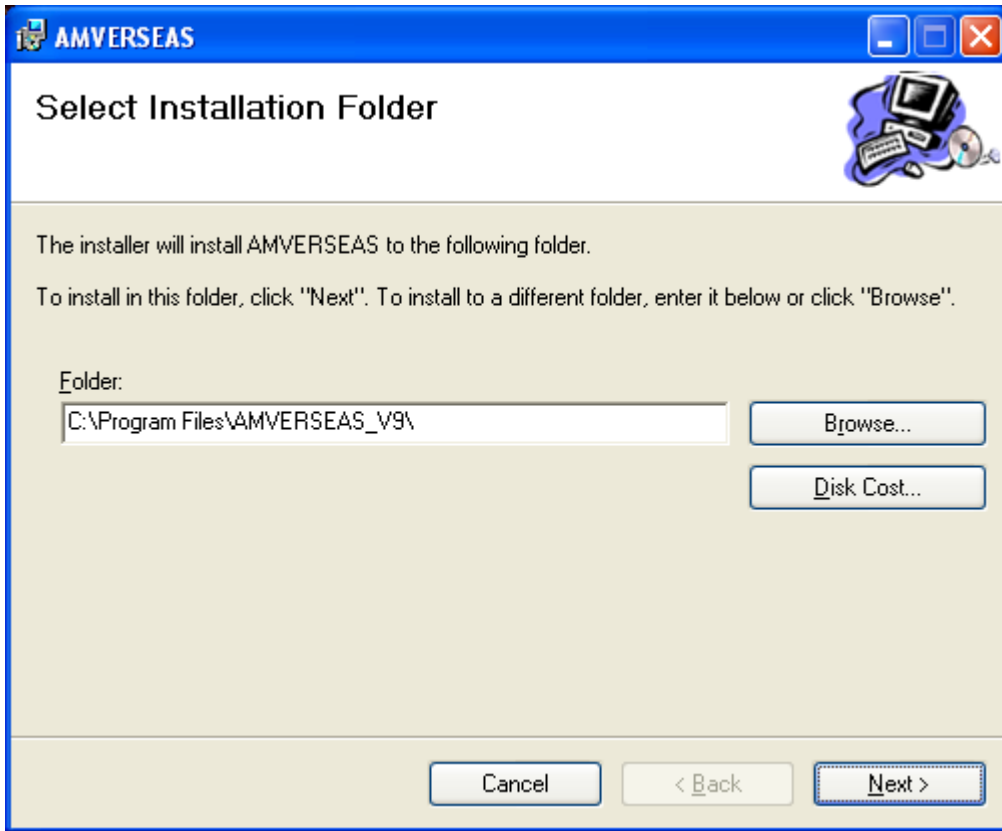 AMVERSEAS
Select Installation Folder
The installer will install AMVERSEAS to the following folder.
To install in this folder, click "Next". To install to a different folder, enter it below or click "Browse".
Folder:
C:\Program Files\AMVERSEAS_V9\
Browse...
Disk Cost...
Cancel
< Back
Next >